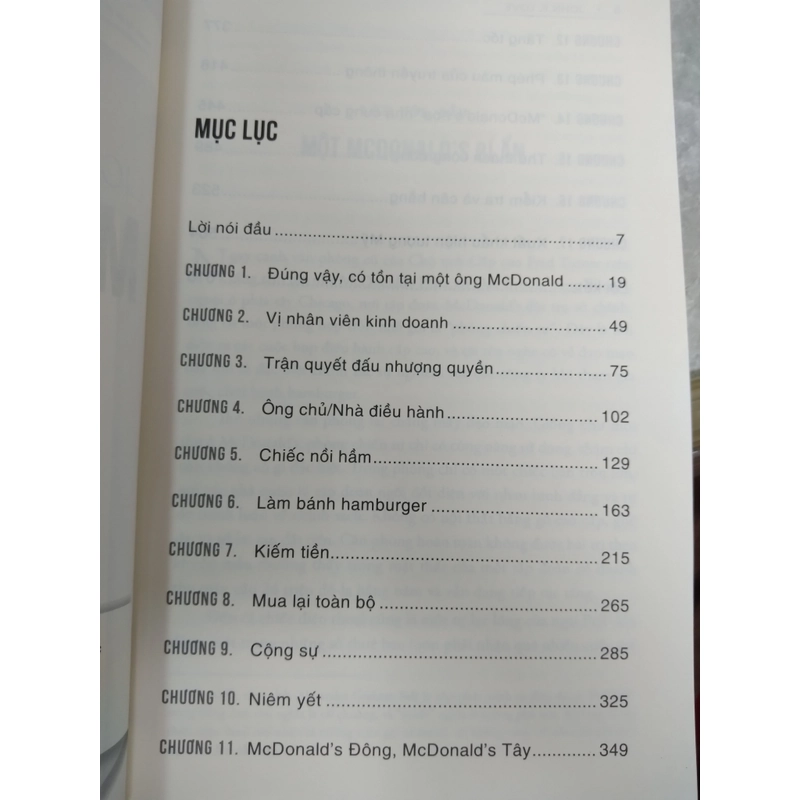 MỤC LỤC
Lời nói đầu........................................................7
CHƯƠNG 1. Đúng vậy, có tồn tại một ông McDonald ........19
CHƯƠNG 2. Vị nhân viên kinh doanh ..........................49
CHƯƠNG 3. Trận quyết đấu nhượng quyền......................75
CHƯƠNG 4. Ông chủ/Nhà điều hành ..........................102
CHƯƠNG 5. Chiếc nồi hầm......................................129
CHƯƠNG 6. Làm bánh hamburger ..............................163
CHƯƠNG 7. Kiếm tiền............................................215
CHƯƠNG 8. Mua lại toàn bộ ....................................265
CHƯƠNG 9. Cộng sự ..............................................285
CHƯƠNG 10. Niêm yết ............................................325
CHƯƠNG 11. McDonald's Đông, McDonald's Tây.............349